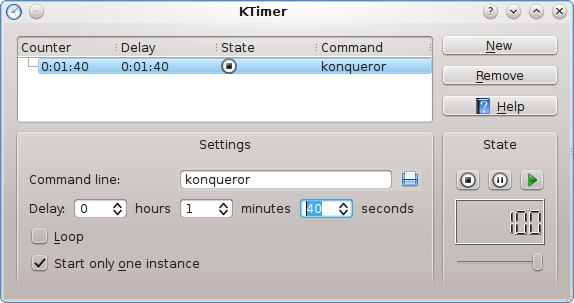 KTimer
Counter Delay State Command
0:01:40 0:01:40 konqueror
New
Remove
Help
Settings
Command line: konqueror
Delay: 0 hours 1 minutes 40 seconds
Loop
Start only one instance
State
100